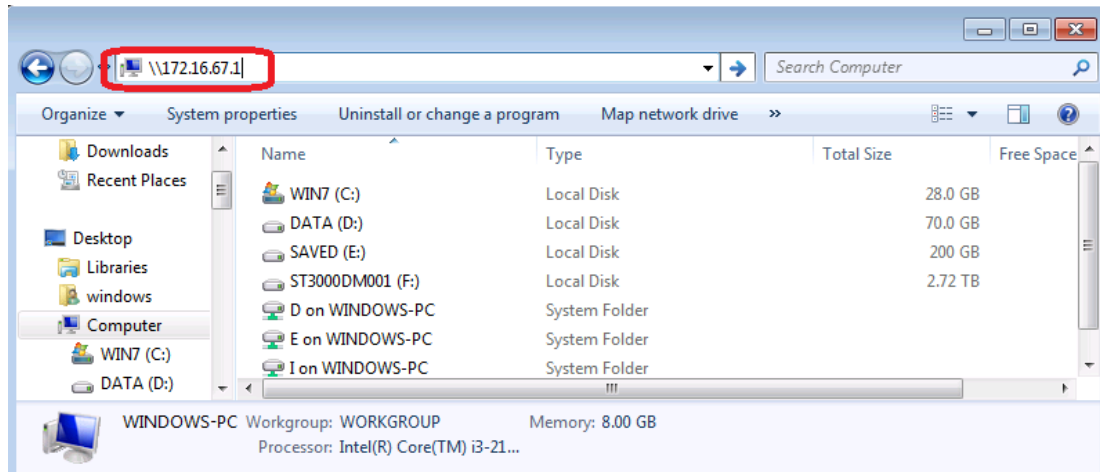 \\172.16.67.1
Search Computer
Organize System properties Uninstall or change a program Map network drive »
Downloads
Recent Places
Desktop
Libraries
windows
Computer
WIN7 (C:)
DATA (D:)
Name Type Total Size Free Space
WIN7 (C:) Local Disk 28.0 GB
DATA (D:) Local Disk 70.0 GB
SAVED (E:) Local Disk 200 GB
ST3000DM001 (F:) Local Disk 2.72 TB
D on WINDOWS-PC System Folder
E on WINDOWS-PC System Folder
I on WINDOWS-PC System Folder
WINDOWS-PC Workgroup: WORKGROUP Memory: 8.00 GB
Processor: Intel(R) Core(TM) i3-21...